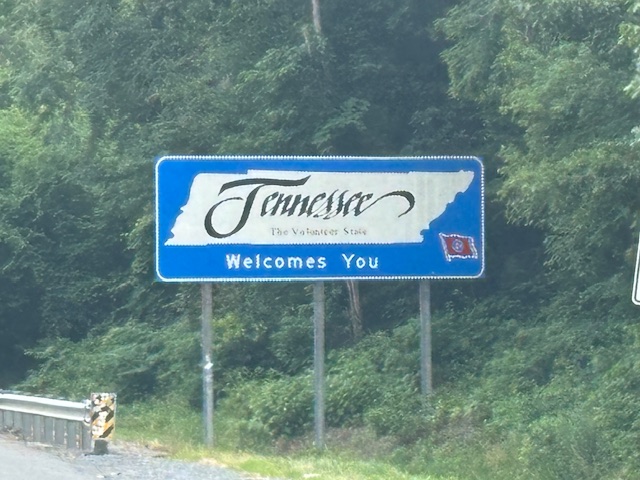 Tennessee
The Volunteer State
Welcomes You